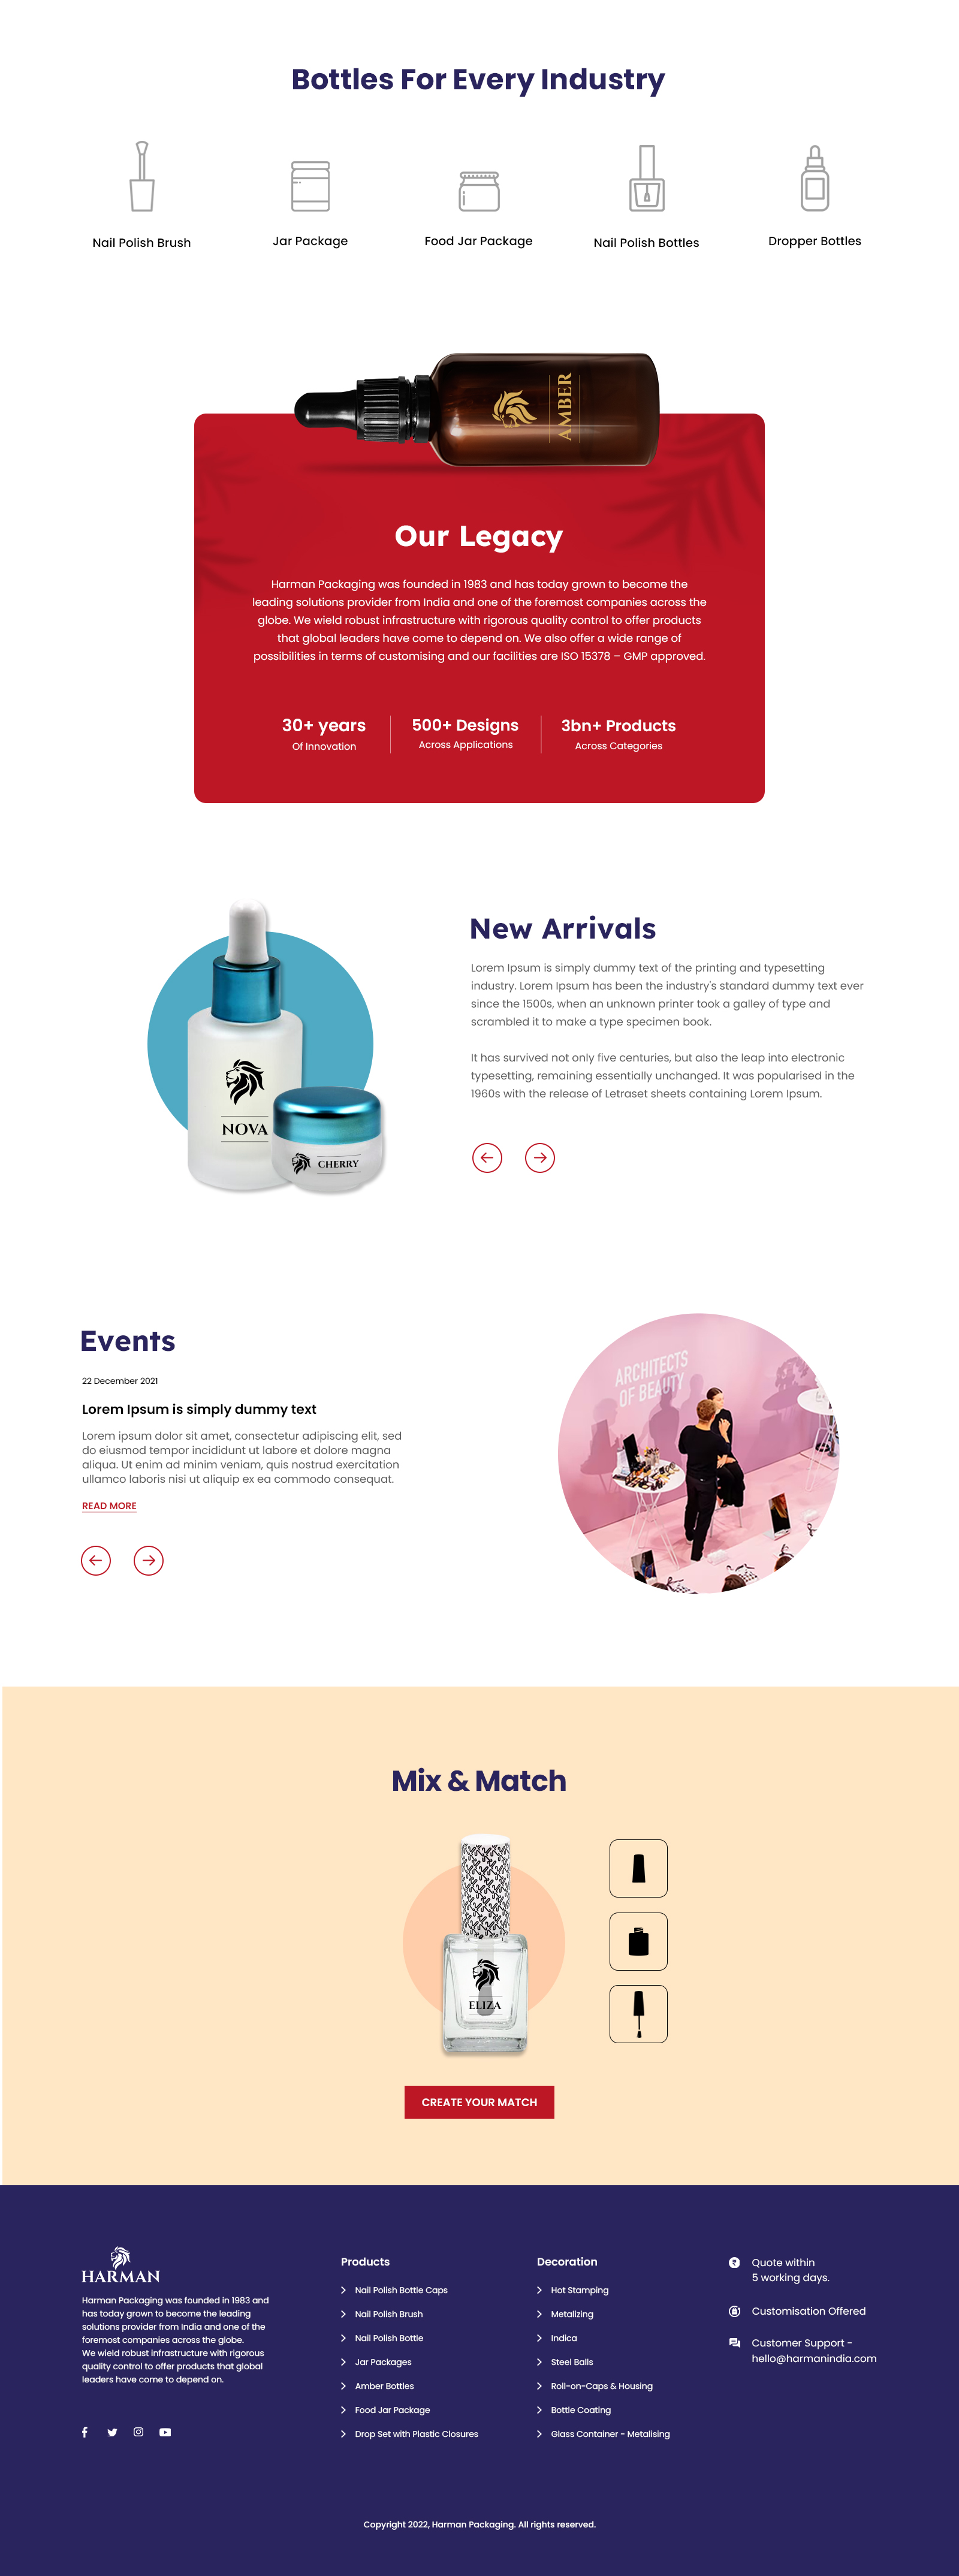 Bottles For Every Industry
Nail Polish Brush
Jar Package
Food Jar Package
Nail Polish Bottles
Dropper Bottles
AMBER
Our Legacy
Harman Packaging was founded in 1983 and has today grown to become the
leading solutions provider from India and one of the foremost companies across the
globe. We wield robust infrastructure with rigorous quality control to offer products
that global leaders have come to depend on. We also offer a wide range of
possibilities in terms of customising and our facilities are ISO 15378 – GMP approved.
30+ years
Of Innovation
500+ Designs
Across Applications
3bn+ Products
Across Categories
NOVA
CHERRY
New Arrivals
Lorem Ipsum is simply dummy text of the printing and typesetting
industry. Lorem Ipsum has been the industry's standard dummy text ever
since the 1500s, when an unknown printer took a galley of type and
scrambled it to make a type specimen book.
It has survived not only five centuries, but also the leap into electronic
typesetting, remaining essentially unchanged. It was popularised in the
1960s with the release of Letraset sheets containing Lorem Ipsum.
Events
22 December 2021
Lorem Ipsum is simply dummy text
Lorem ipsum dolor sit amet, consectetur adipiscing elit, sed
do eiusmod tempor incididunt ut labore et dolore magna
aliqua. Ut enim ad minim veniam, quis nostrud exercitation
ullamco laboris nisi ut aliquip ex ea commodo consequat.
READ MORE
ARCHITECTS
OF BEAUTY
Mix & Match
ELIZA
CREATE YOUR MATCH
HARMAN
Harman Packaging was founded in 1983 and
has today grown to become the leading
solutions provider from India and one of the
foremost companies across the globe.
We wield robust infrastructure with rigorous
quality control to offer products that global
leaders have come to depend on.
Products
Nail Polish Bottle Caps
Nail Polish Brush
Nail Polish Bottle
Jar Packages
Amber Bottles
Food Jar Package
Drop Set with Plastic Closures
Decoration
Hot Stamping
Metalizing
Indica
Steel Balls
Roll-on-Caps & Housing
Bottle Coating
Glass Container - Metalising
Quote within
5 working days.
Customisation Offered
Customer Support -
hello@harmanindia.com
Copyright 2022, Harman Packaging. All rights reserved.